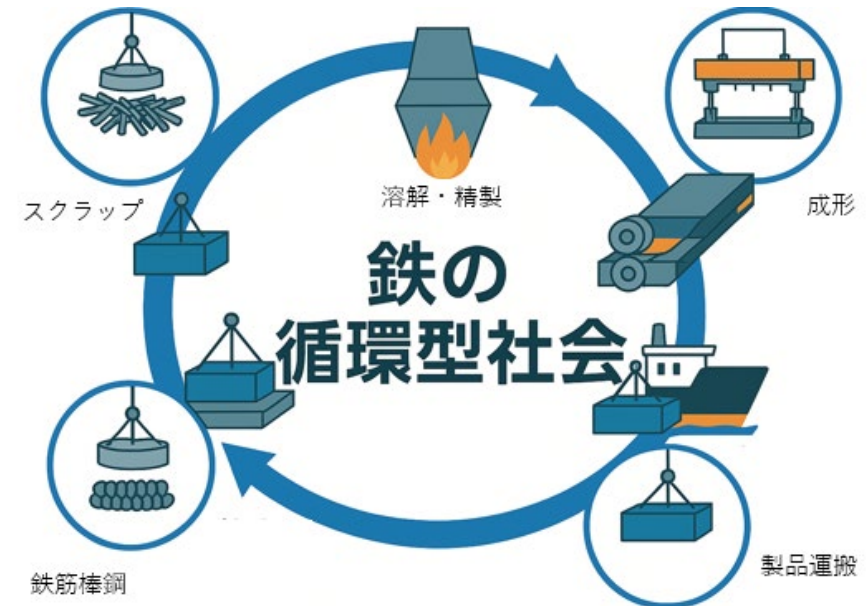 スクラップ
溶解・精製
成形
鉄の
循環型社会
鉄筋棒鋼
製品運搬